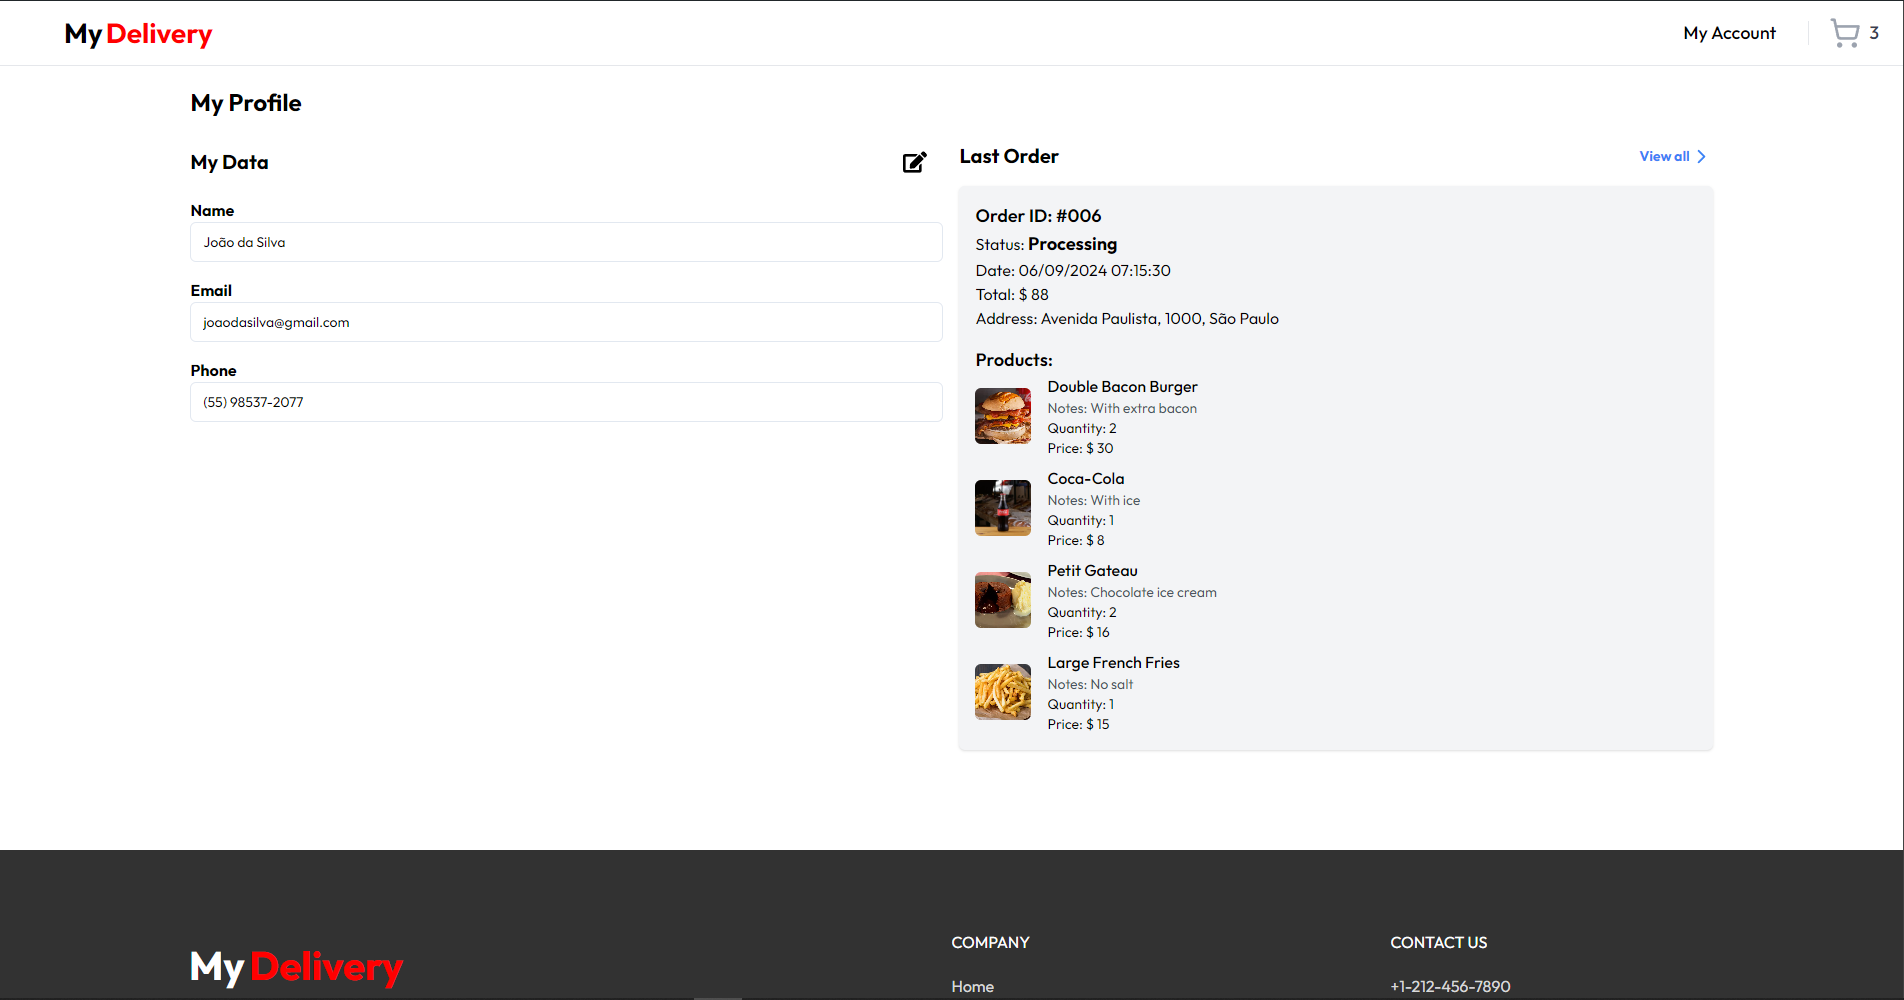 My Delivery
My Account
3
My Profile
My Data
Name
João da Silva
Email
joaodasilva@gmail.com
Phone
(55) 98537-2077
Last Order
View all
Order ID: #006
Status: Processing
Date: 06/09/2024 07:15:30
Total: $ 88
Address: Avenida Paulista, 1000, São Paulo
Products:
Double Bacon Burger
Notes: With extra bacon
Quantity: 2
Price: $ 30
Coca-Cola
Notes: With ice
Quantity: 1
Price: $ 8
Petit Gateau
Notes: Chocolate ice cream
Quantity: 2
Price: $ 16
Large French Fries
Notes: No salt
Quantity: 1
Price: $ 15
My Delivery
COMPANY
Home
CONTACT US
+1-212-456-7890